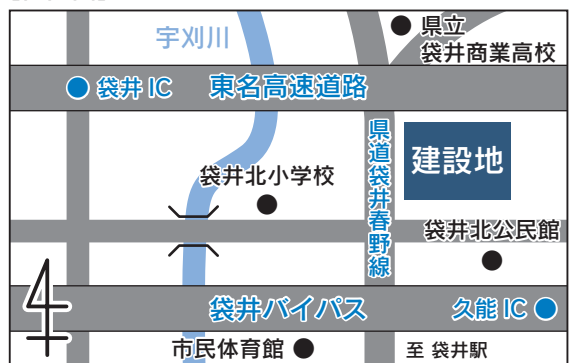 宇刈川
県立
袋井商業高校
袋井 IC
東名高速道路
県道袋井春野線
建設地
袋井北小学校
袋井北公民館
袋井バイパス
久能 IC
市民体育館
至 袋井駅